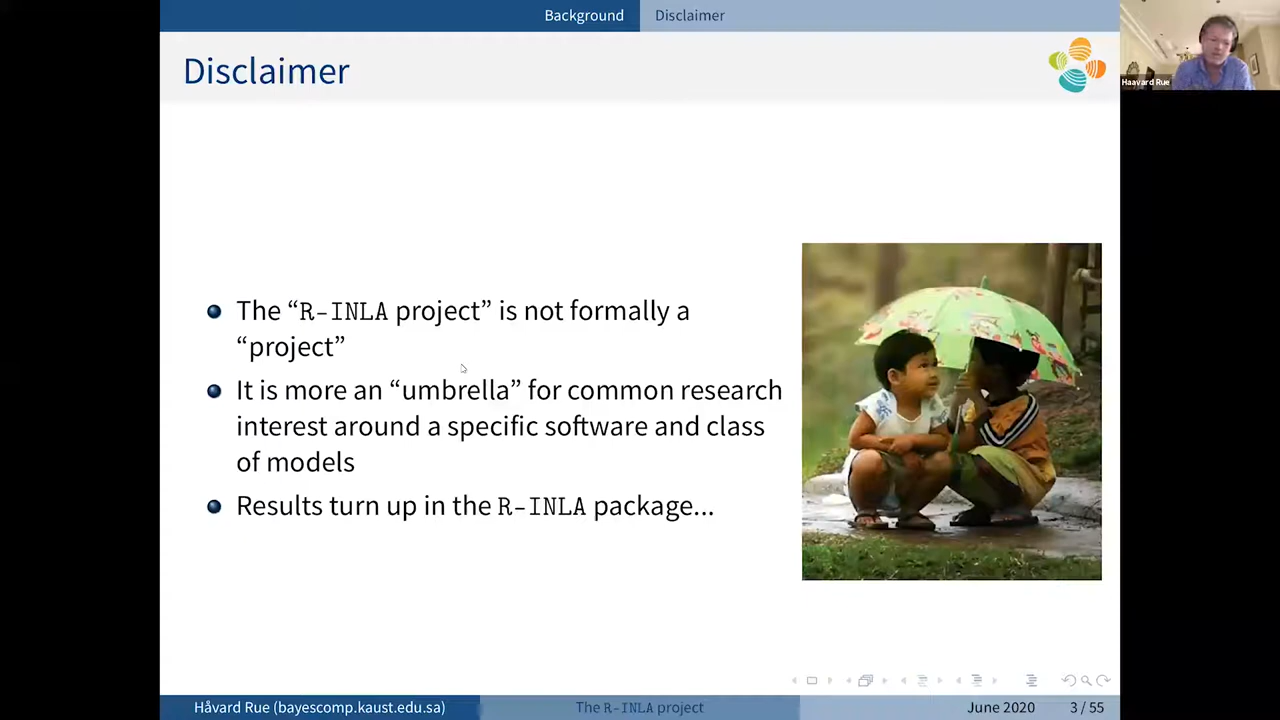 Background Disclaimer
Disclaimer
Haavard Rue
The “R-INLA project” is not formally a
“project”
It is more an “umbrella” for common research
interest around a specific software and class
of models
Results turn up in the R-INLA package...
Håvard Rue (bayescomp.kaust.edu.sa) The R-INLA project June 2020 3 / 55